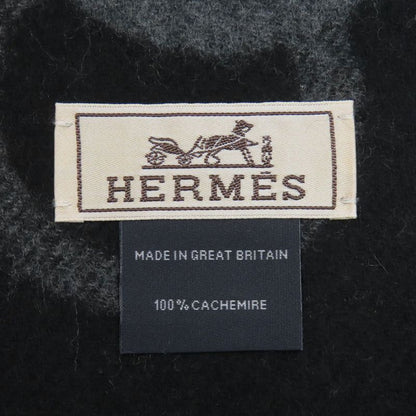 HERMÈS
MADE IN GREAT BRITAIN
100% CACHEMIRE